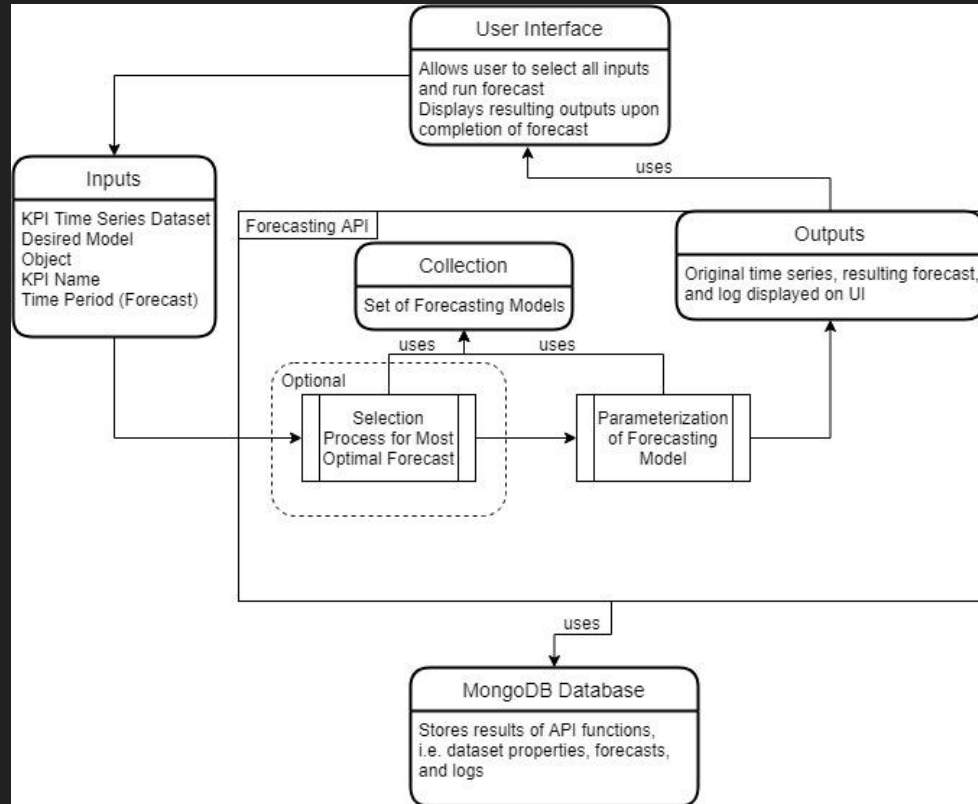 User Interface
Allows user to select all inputs
and run forecast
Displays resulting outputs upon
completion of forecast
uses
Inputs
KPI Time Series Dataset
Desired Model
Object
KPI Name
Time Period (Forecast)
Forecasting API
Collection
Set of Forecasting Models
Outputs
Original time series, resulting forecast,
and log displayed on UI
uses
uses
Optional
Selection
Process for Most
Optimal Forecast
Parameterization
of Forecasting
Model
uses
MongoDB Database
Stores results of API functions,
i.e. dataset properties, forecasts,
and logs